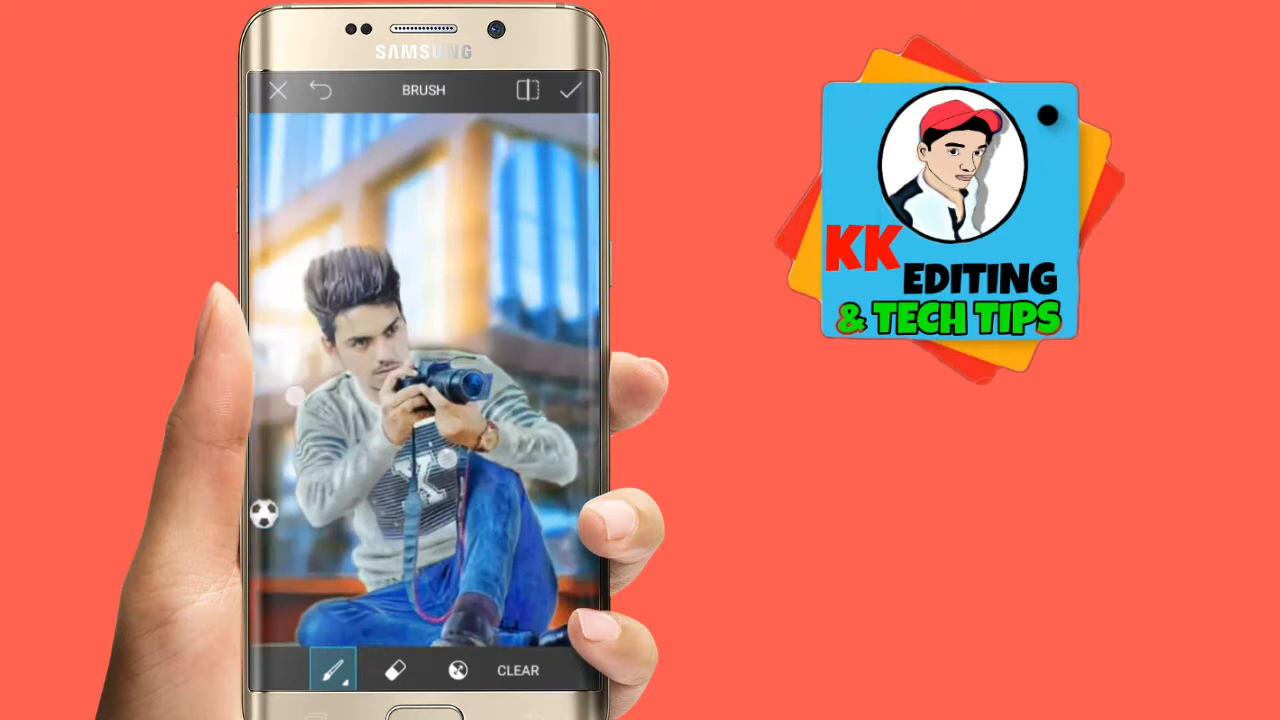 SAMSUNG
BRUSH
X
CLEAR
KK
EDITING
& TECH TIPS